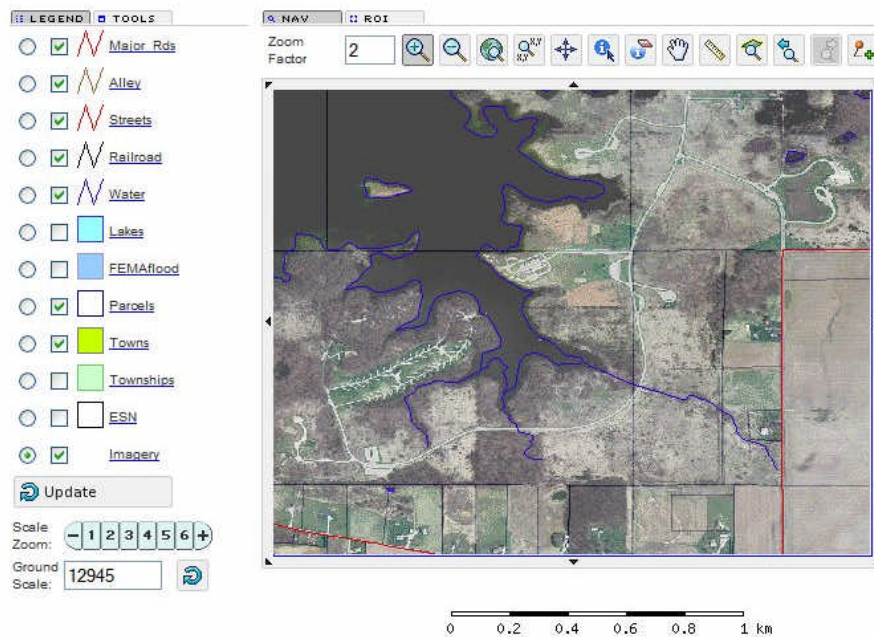 LEGEND TOOLS
NAV ROI
Zoom Factor 2
X,Y X,Y
Major_Rds
Alley
Streets
Railroad
Water
Lakes
FEMAflood
Parcels
Towns
Townships
ESN
Imagery
Update
Scale Zoom: − 1 2 3 4 5 6 +
Ground Scale: 12945
0 0.2 0.4 0.6 0.8 1 km